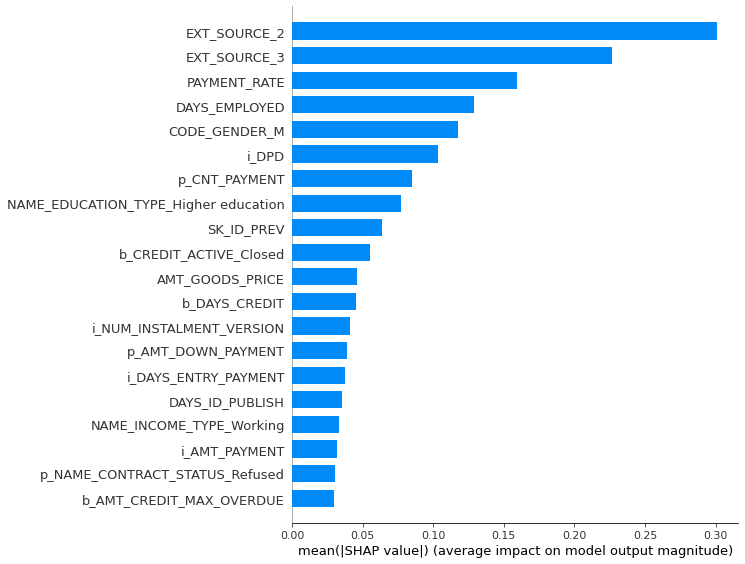 EXT_SOURCE_2
EXT_SOURCE_3
PAYMENT_RATE
DAYS_EMPLOYED
CODE_GENDER_M
i_DPD
p_CNT_PAYMENT
NAME_EDUCATION_TYPE_Higher education
SK_ID_PREV
b_CREDIT_ACTIVE_Closed
AMT_GOODS_PRICE
b_DAYS_CREDIT
i_NUM_INSTALMENT_VERSION
p_AMT_DOWN_PAYMENT
i_DAYS_ENTRY_PAYMENT
DAYS_ID_PUBLISH
NAME_INCOME_TYPE_Working
i_AMT_PAYMENT
p_NAME_CONTRACT_STATUS_Refused
b_AMT_CREDIT_MAX_OVERDUE
0.00 0.05 0.10 0.15 0.20 0.25 0.30
mean(|SHAP value|) (average impact on model output magnitude)